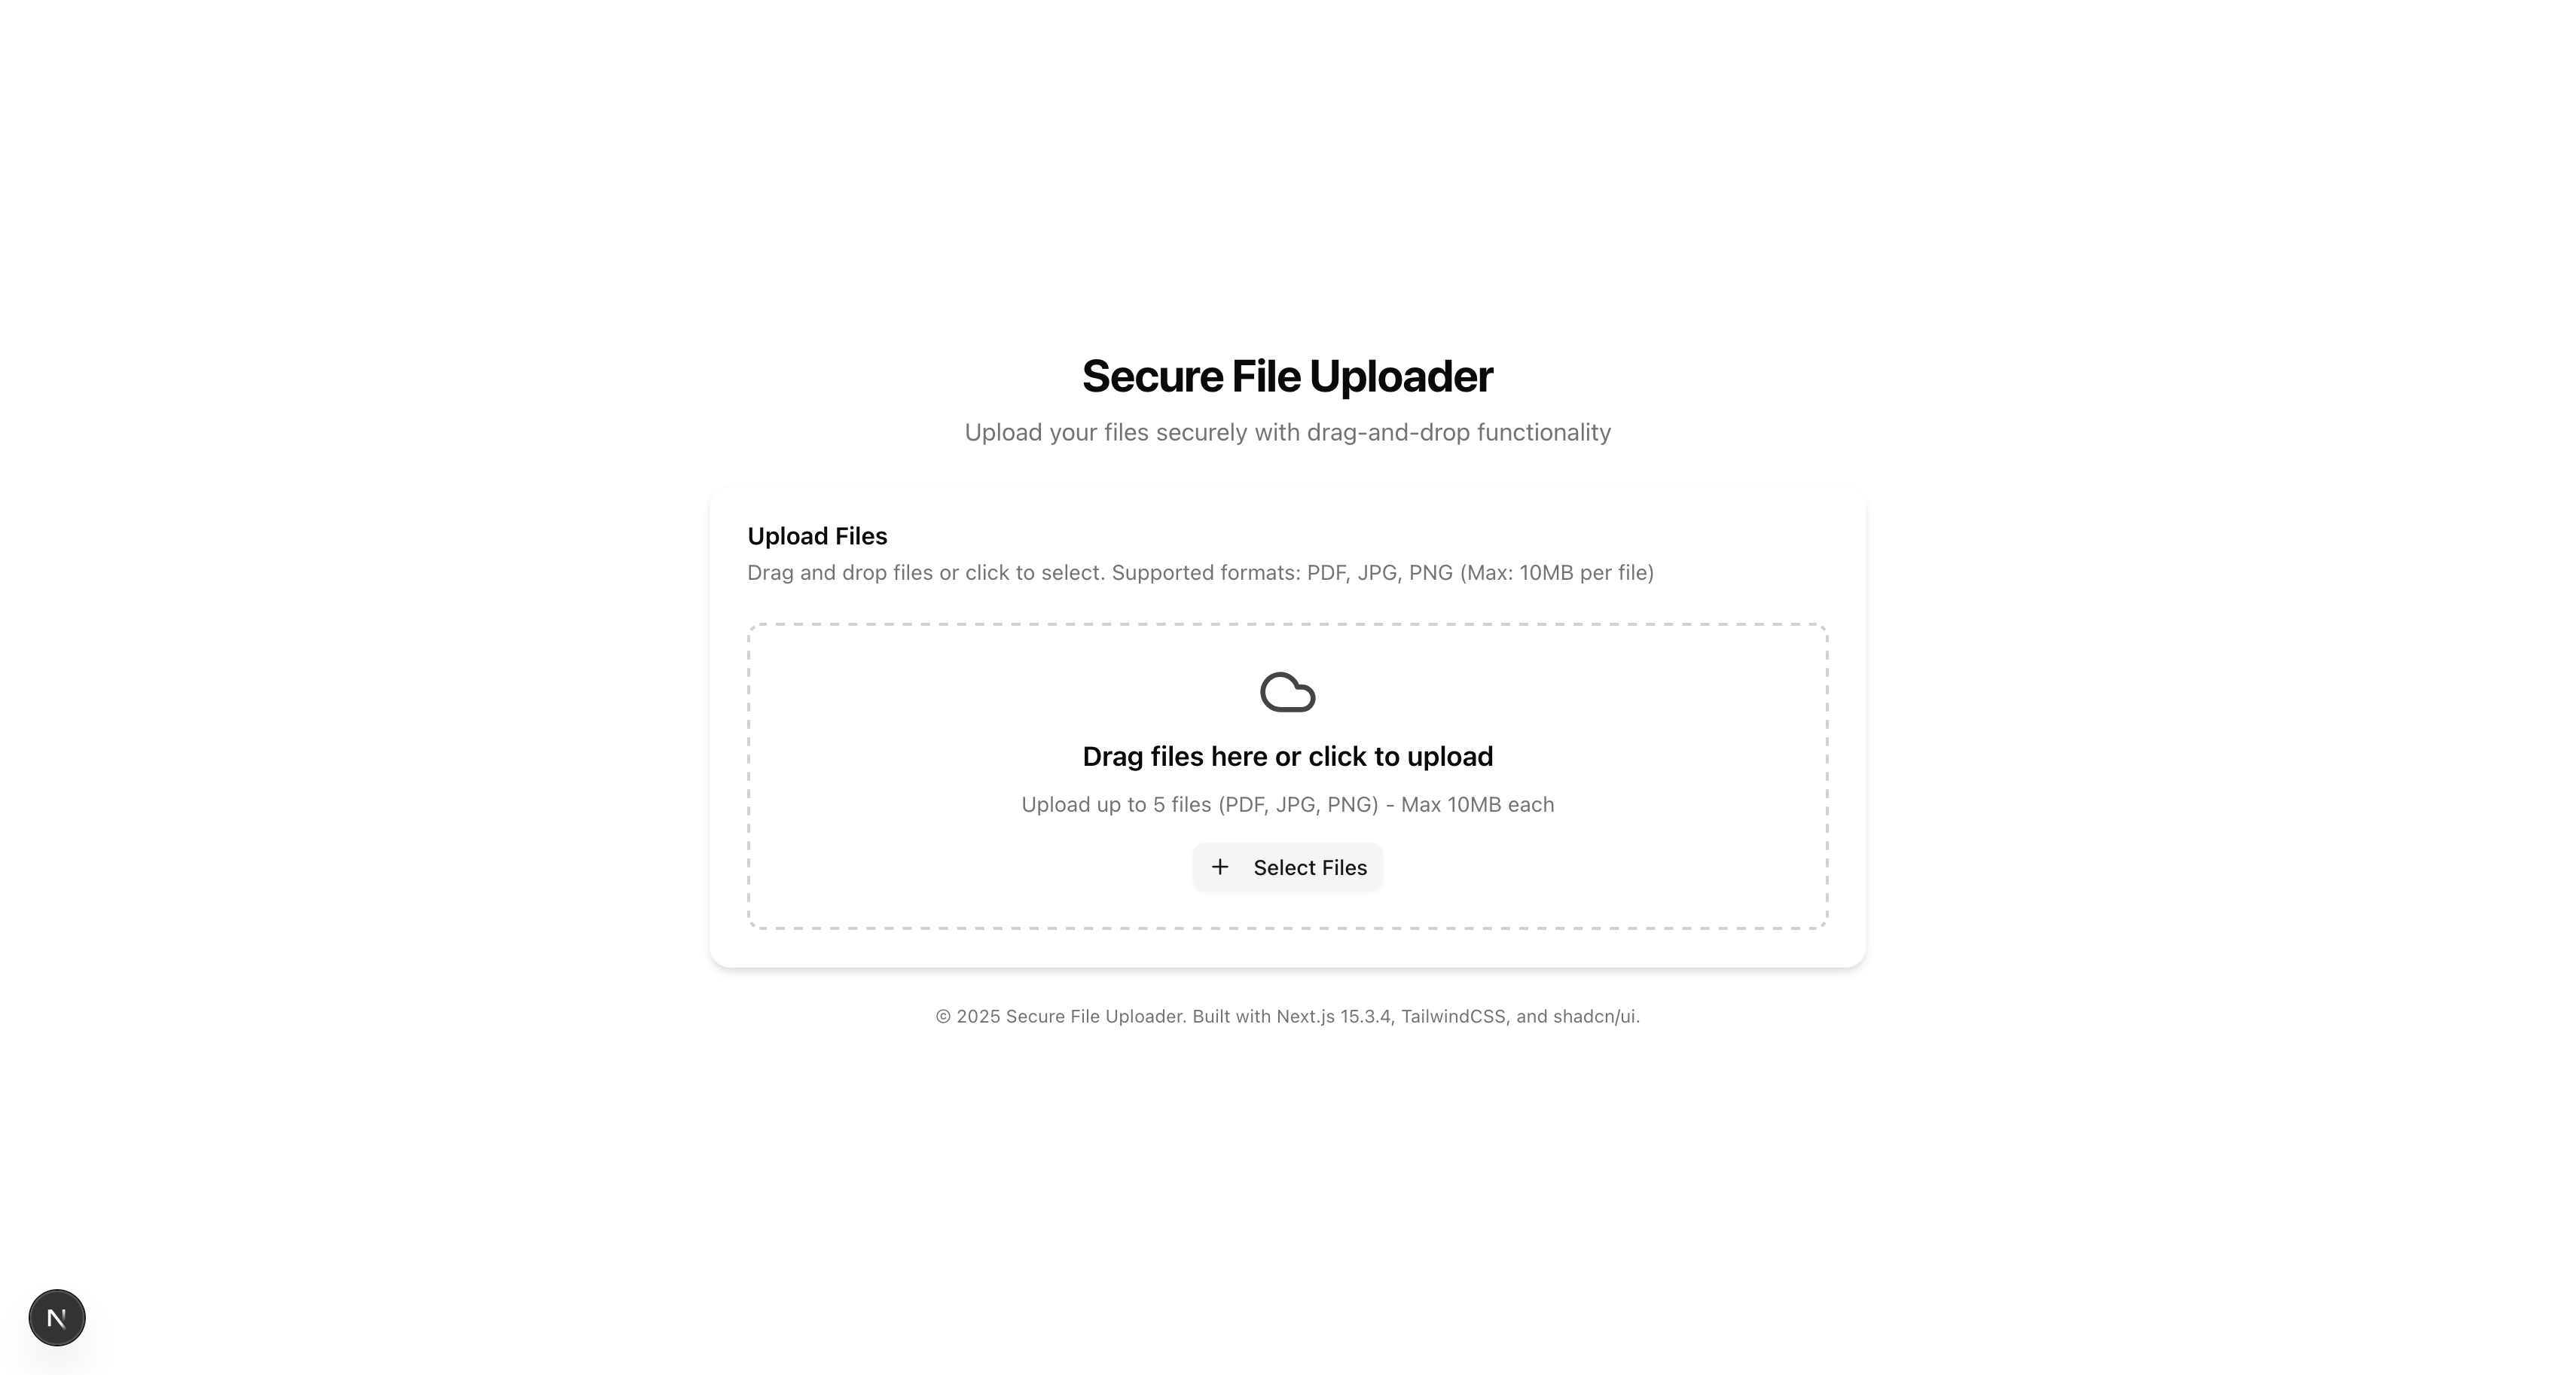 Secure File Uploader
Upload your files securely with drag-and-drop functionality
Upload Files
Drag and drop files or click to select. Supported formats: PDF, JPG, PNG (Max: 10MB per file)
Drag files here or click to upload
Upload up to 5 files (PDF, JPG, PNG) - Max 10MB each
+ Select Files
© 2025 Secure File Uploader. Built with Next.js 15.3.4, TailwindCSS, and shadcn/ui.
N